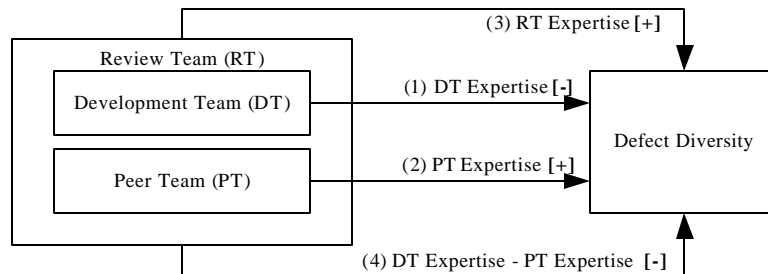 (3) RT Expertise [+]
Review Team (RT)
Development Team (DT)
(1) DT Expertise [-]
Defect Diversity
Peer Team (PT)
(2) PT Expertise [+]
(4) DT Expertise - PT Expertise [-]